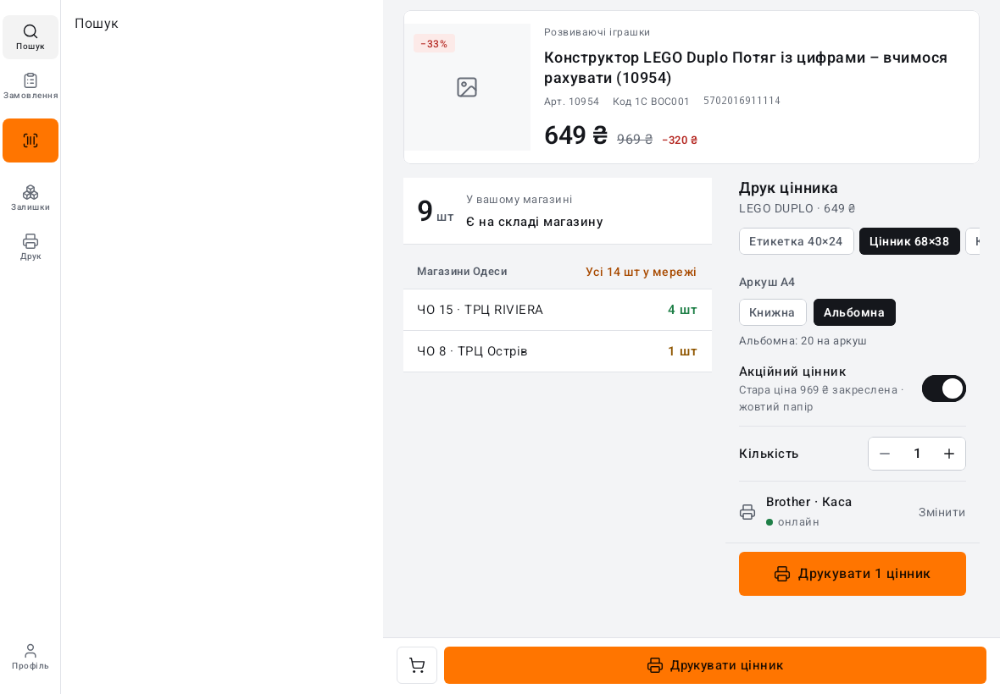 Пошук
Замовлення
Залишки
Друк
Профіль
Пошук
−33%
Розвиваючі іграшки
Конструктор LEGO Duplo Потяг із цифрами – вчимося
рахувати (10954)
Арт. 10954 Код 1С BOC001 5702016911114
649 ₴ 969 ₴ −320 ₴
9 шт
У вашому магазині
Є на складі магазину
Магазини Одеси Усі 14 шт у мережі
ЧО 15 · ТРЦ RIVIERA 4 шт
ЧО 8 · ТРЦ Острів 1 шт
Друк цінника
LEGO DUPLO · 649 ₴
Етикетка 40×24 Цінник 68×38
Аркуш A4
Книжна Альбомна
Альбомна: 20 на аркуш
Акційний цінник
Стара ціна 969 ₴ закреслена ·
жовтий папір
Кількість − 1 +
Brother · Каса
онлайн
Змінити
Друкувати 1 цінник
Друкувати цінник